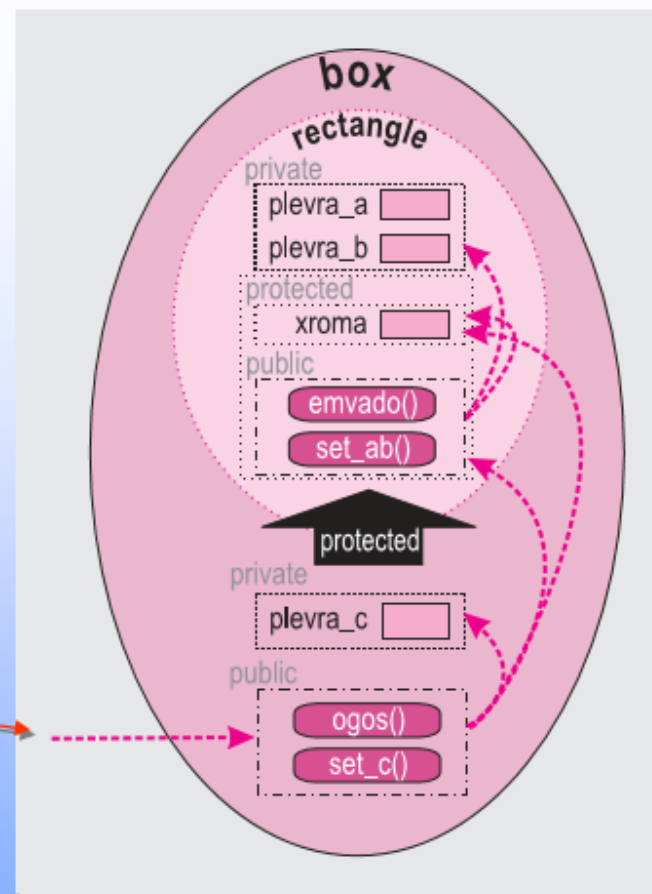 box
rectangle
private
plevra_a
plevra_b
protected
xroma
public
emvado()
set_ab()
protected
private
plevra_c
public
ogos()
set_c()